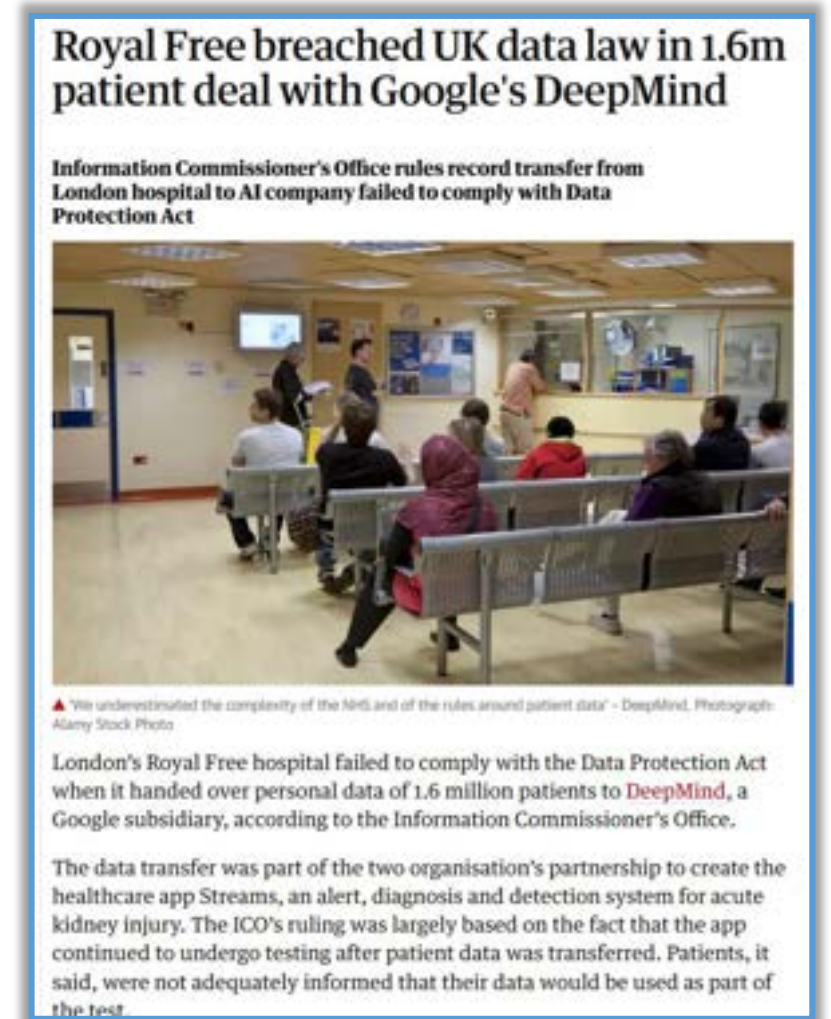 Royal Free breached UK data law in 1.6m
patient deal with Google's DeepMind
Information Commissioner's Office rules record transfer from
London hospital to AI company failed to comply with Data
Protection Act
▲ 'We underestimated the complexity of the NHS and of the rules around patient data' – DeepMind. Photograph:
Alamy Stock Photo
London's Royal Free hospital failed to comply with the Data Protection Act
when it handed over personal data of 1.6 million patients to DeepMind, a
Google subsidiary, according to the Information Commissioner's Office.
The data transfer was part of the two organisation's partnership to create the
healthcare app Streams, an alert, diagnosis and detection system for acute
kidney injury. The ICO's ruling was largely based on the fact that the app
continued to undergo testing after patient data was transferred. Patients, it
said, were not adequately informed that their data would be used as part of
the test.